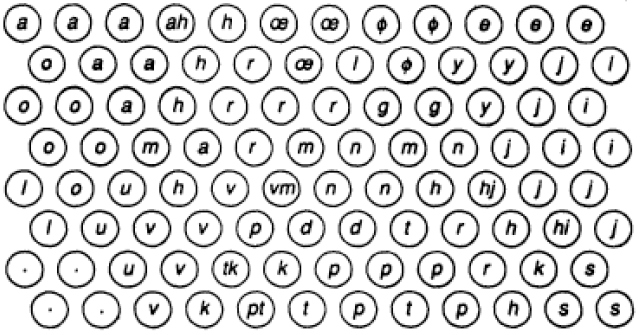 a a a ah h œ œ ø ø e e e
o a a h r œ l ø y y j l
o o a h r r r g g y j i
o o m a r m n m n j i i
l o u h v vm n n h hj j j
l u v v p d d t r h hi j
. . u v tk k p p p r k s
. . v k pt t p t p h s s